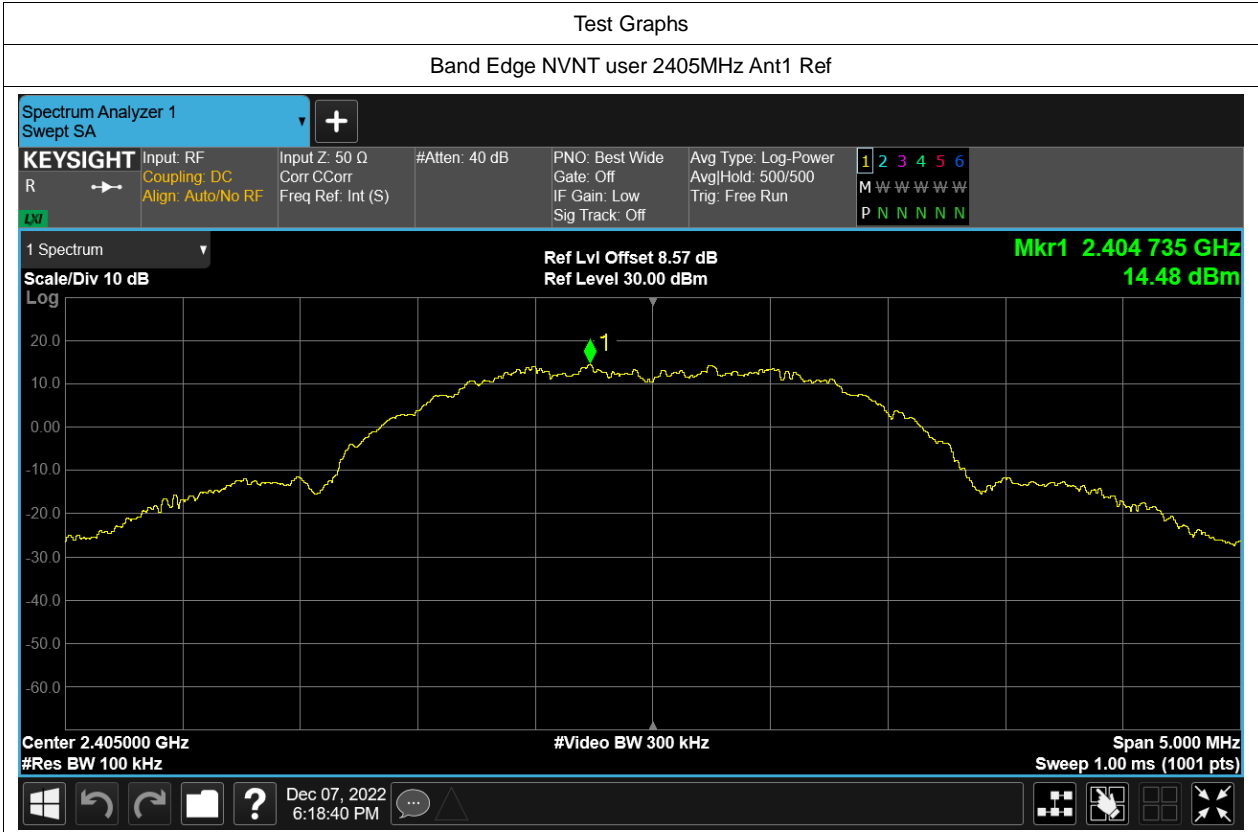 Test Graphs
Band Edge NVNT user 2405MHz Ant1 Ref
Spectrum Analyzer 1
Swept SA
+
KEYSIGHT Input: RF Input Z: 50 Ω #Atten: 40 dB PNO: Best Wide Avg Type: Log-Power 1 2 3 4 5 6
R Coupling: DC Corr CCorr Gate: Off Avg|Hold: 500/500 M W W W W W
Align: Auto/No RF Freq Ref: Int (S) IF Gain: Low Trig: Free Run
LXI Sig Track: Off P N N N N N
1 Spectrum Ref Lvl Offset 8.57 dB Mkr1 2.404 735 GHz
Scale/Div 10 dB Ref Level 30.00 dBm 14.48 dBm
Log
1
20.0
10.0
0.00
-10.0
-20.0
-30.0
-40.0
-50.0
-60.0
Center 2.405000 GHz #Video BW 300 kHz Span 5.000 MHz
#Res BW 100 kHz Sweep 1.00 ms (1001 pts)
? Dec 07, 2022
6:18:40 PM